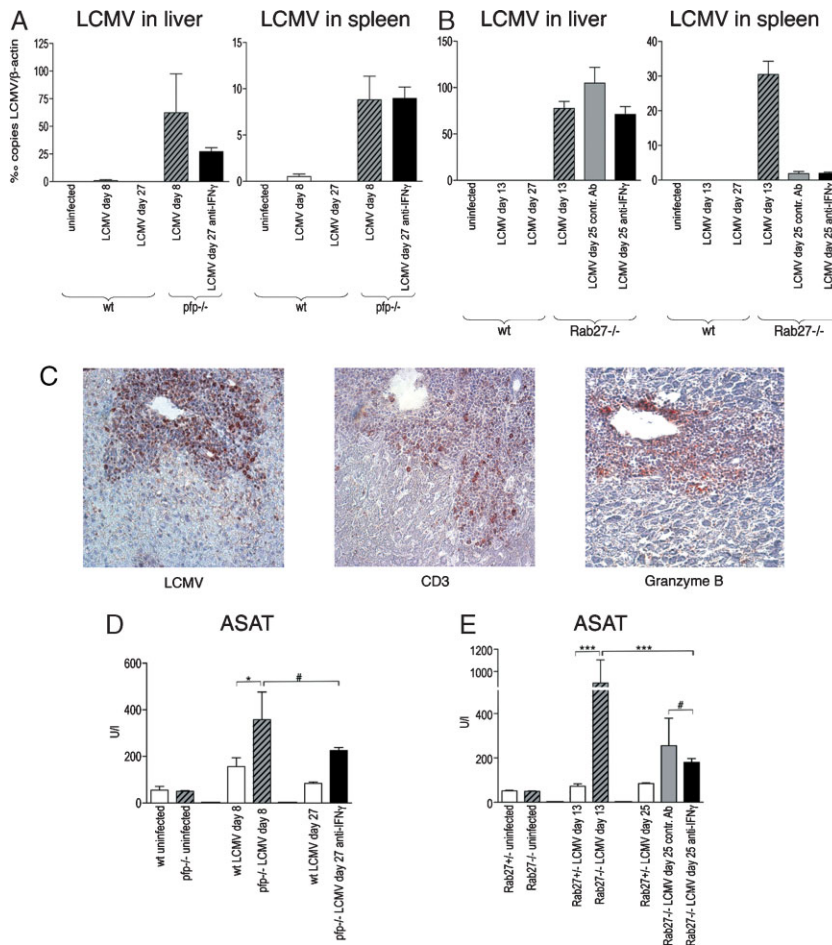 A
LCMV in liver
LCMV in spleen
B
LCMV in liver
LCMV in spleen
‰ copies LCMV/β-actin
125
100
75
50
25
0
uninfected
LCMV day 8
LCMV day 27
LCMV day 8
LCMV day 27 anti-IFNγ
wt
pfp-/-
15
10
5
0
uninfected
LCMV day 8
LCMV day 27
LCMV day 8
LCMV day 27 anti-IFNγ
wt
pfp-/-
150
100
50
0
uninfected
LCMV day 13
LCMV day 27
LCMV day 13
LCMV day 25 contr. Ab
LCMV day 25 anti-IFNγ
wt
Rab27-/-
40
30
20
10
0
uninfected
LCMV day 13
LCMV day 27
LCMV day 13
LCMV day 25 contr. Ab
LCMV day 25 anti-IFNγ
wt
Rab27-/-
C
LCMV
CD3
Granzyme B
D
ASAT
U/l
600
400
200
0
*
#
wt uninfected
pfp-/- uninfected
wt LCMV day 8
pfp-/- LCMV day 8
wt LCMV day 27
pfp-/- LCMV day 27 anti-IFNγ
E
ASAT
U/l
1200
1000
400
200
0
***
***
#
Rab27+/- uninfected
Rab27-/- uninfected
Rab27+/- LCMV day 13
Rab27-/- LCMV day 13
Rab27+/- LCMV day 25
Rab27-/- LCMV day 25 contr. Ab
Rab27-/- LCMV day 25 anti-IFNγ